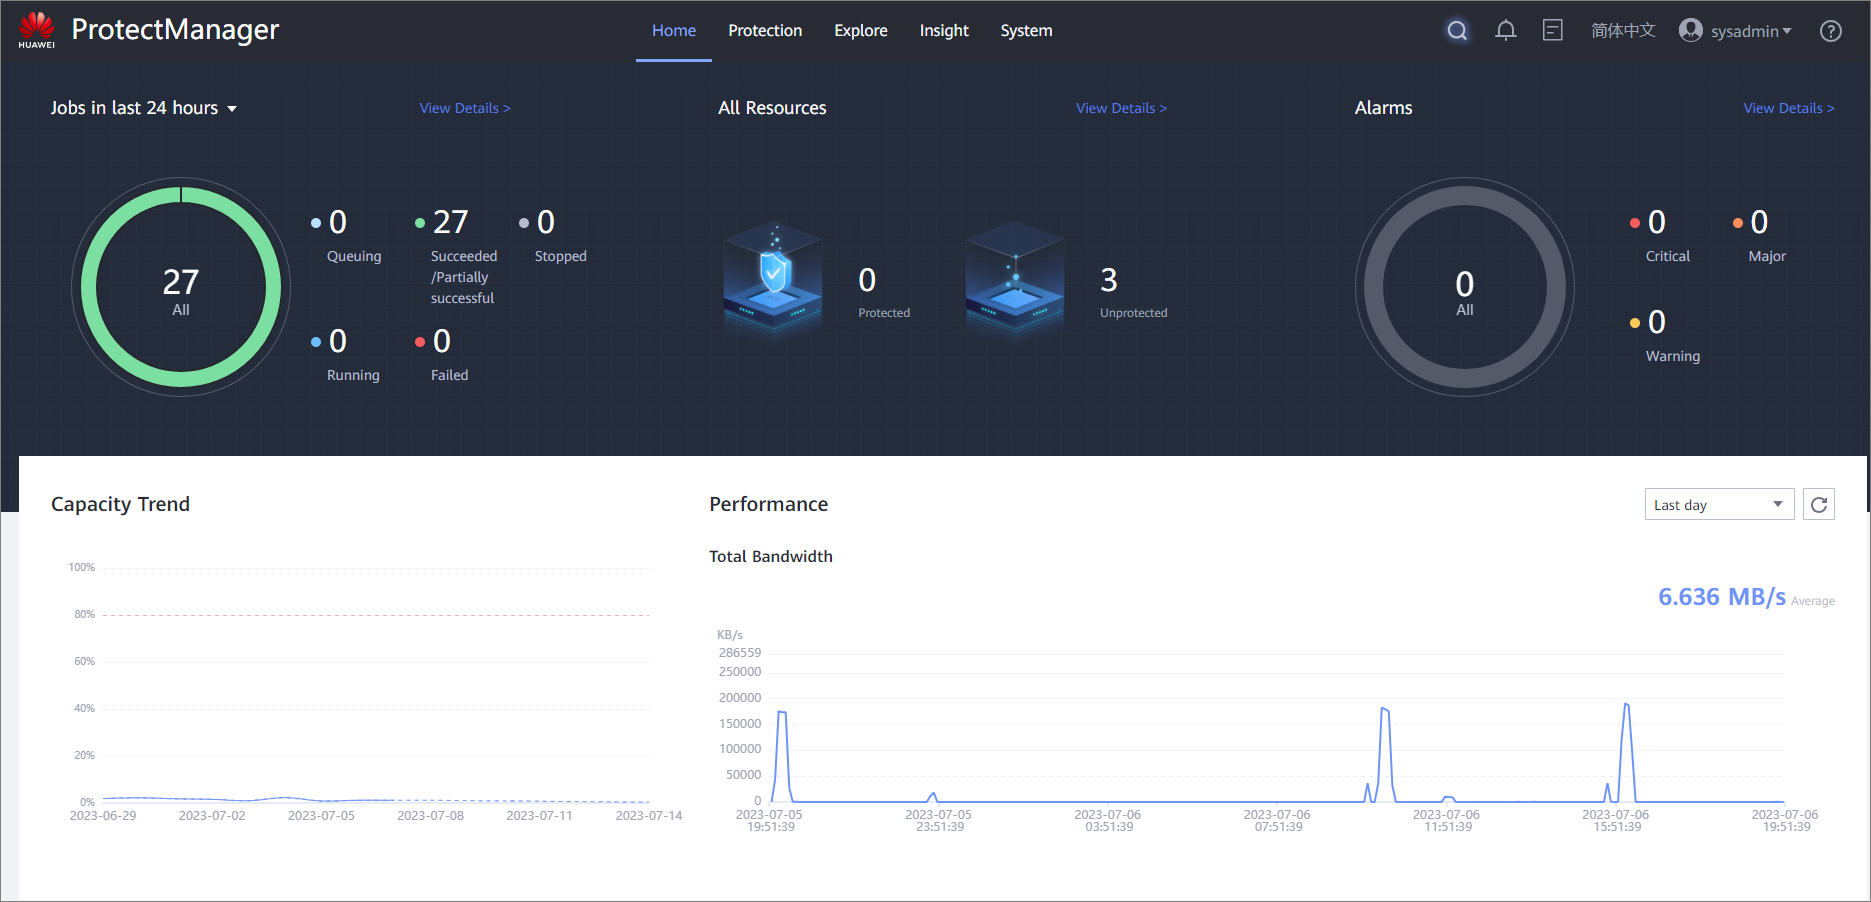 HUAWEI
ProtectManager
Home
Protection
Explore
Insight
System
简体中文
sysadmin
?
Jobs in last 24 hours
View Details >
All Resources
View Details >
Alarms
View Details >
27
All
0
Queuing
27
Succeeded
/Partially
successful
0
Stopped
0
Running
0
Failed
0
Protected
3
Unprotected
0
All
0
Critical
0
Major
0
Warning
Capacity Trend
100%
80%
60%
40%
20%
0%
2023-06-29
2023-07-02
2023-07-05
2023-07-08
2023-07-11
2023-07-14
Performance
Last day
Total Bandwidth
6.636 MB/s Average
KB/s
286559
250000
200000
150000
100000
50000
0
2023-07-05
19:51:39
2023-07-05
23:51:39
2023-07-06
03:51:39
2023-07-06
07:51:39
2023-07-06
11:51:39
2023-07-06
15:51:39
2023-07-06
19:51:39